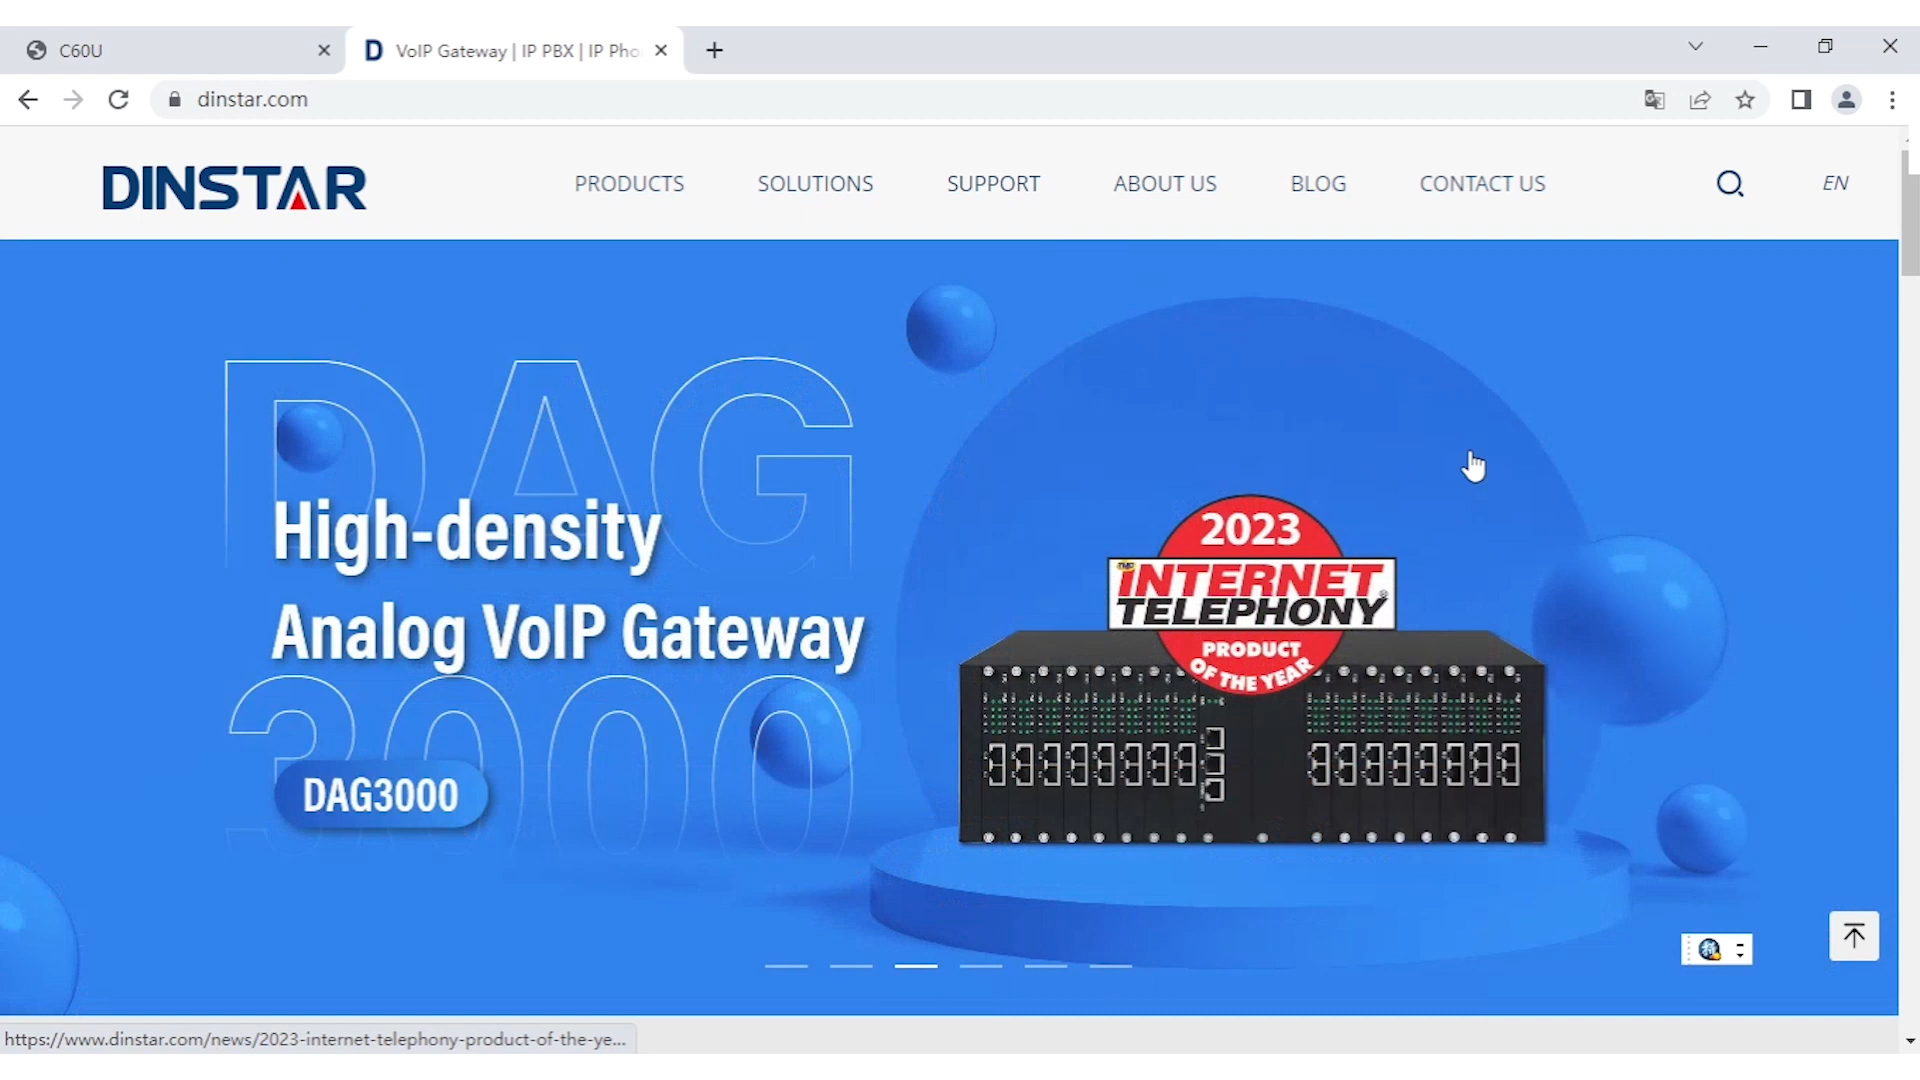 C60U
VoIP Gateway | IP PBX | IP Pho
dinstar.com
DINSTAR
PRODUCTS
SOLUTIONS
SUPPORT
ABOUT US
BLOG
CONTACT US
EN
DAG
High-density
Analog VoIP Gateway
3000
DAG3000
2023
TMC
INTERNET
TELEPHONY®
PRODUCT
OF THE YEAR
https://www.dinstar.com/news/2023-internet-telephony-product-of-the-ye...